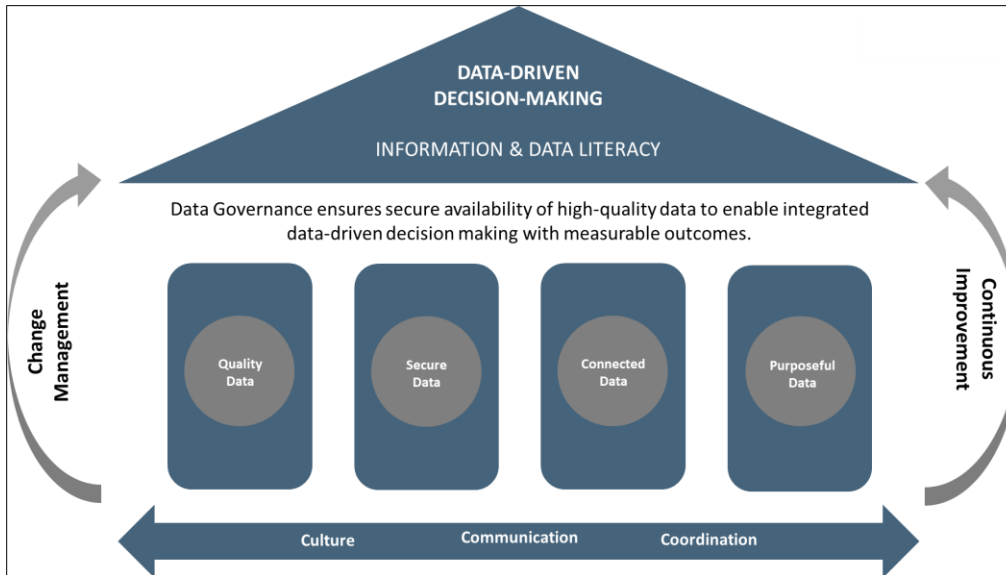 DATA-DRIVEN
DECISION-MAKING
INFORMATION & DATA LITERACY
Data Governance ensures secure availability of high-quality data to enable integrated
data-driven decision making with measurable outcomes.
Change
Management
Quality
Data
Secure
Data
Connected
Data
Purposeful
Data
Continuous
Improvement
Culture
Communication
Coordination